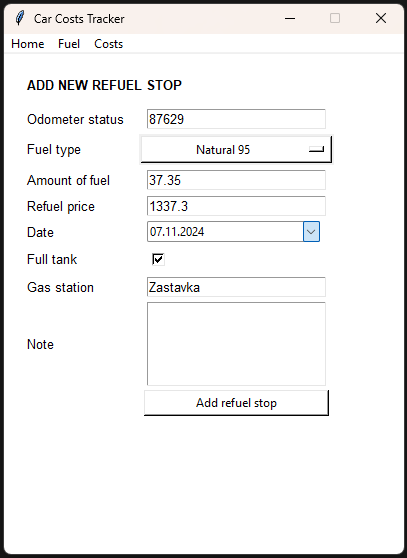 Car Costs Tracker
Home Fuel Costs
ADD NEW REFUEL STOP
Odometer status 87629
Fuel type Natural 95
Amount of fuel 37.35
Refuel price 1337.3
Date 07.11.2024
Full tank
Gas station Zastavka
Note
Add refuel stop